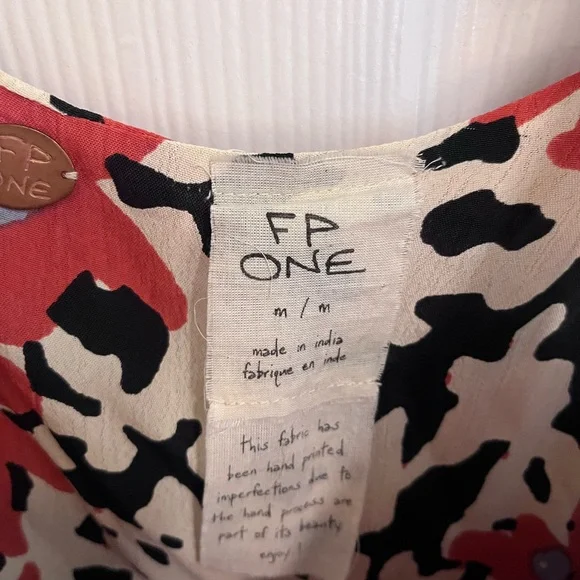 FP
ONE
FP
ONE
m / m
made in india
fabrique en inde
this fabric has
been hand printed
imperfections due to
the hand process are
part of its beauty
enjoy!